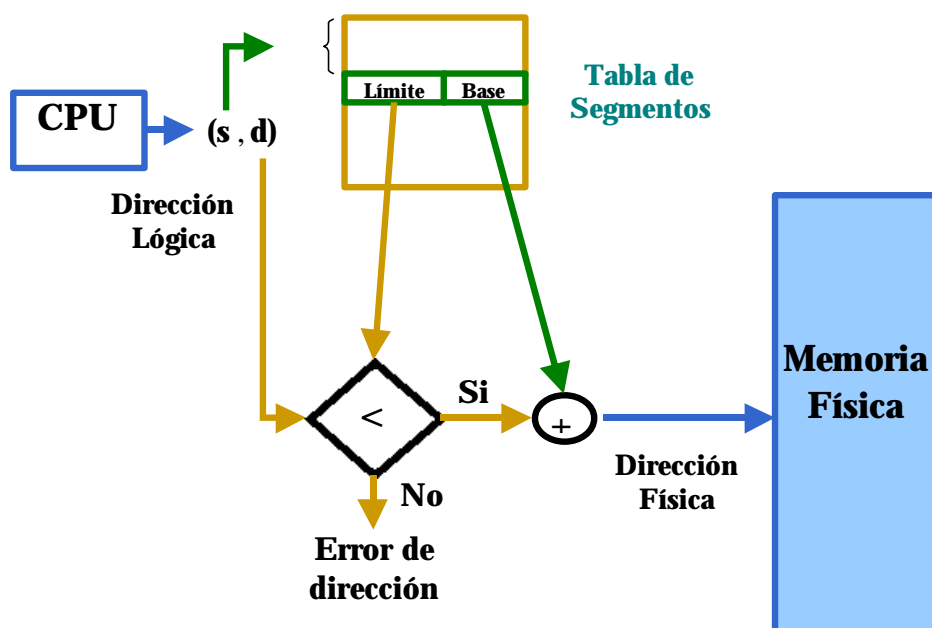 Límite
Base
Tabla de
Segmentos
CPU
(s , d)
Dirección
Lógica
<
Si
+
No
Error de
dirección
Dirección
Física
Memoria
Física